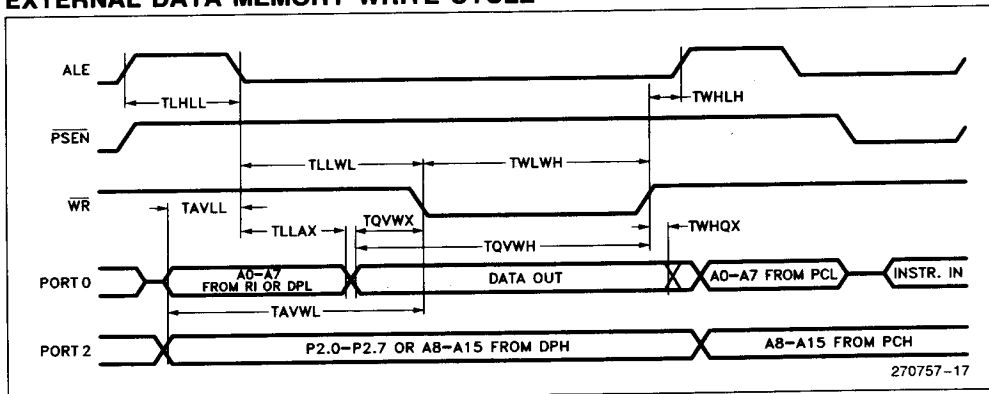 EXTERNAL DATA MEMORY WRITE CYCLE
ALE
TLHLL
TWHLH
PSEN
TLLWL
TWLWH
WR
TAVLL
TLLAX
TQVWX
TWHQX
TQVWH
PORT 0
A0-A7
FROM RI OR DPL
DATA OUT
A0-A7 FROM PCL
INSTR. IN
TAVWL
PORT 2
P2.0-P2.7 OR A8-A15 FROM DPH
A8-A15 FROM PCH
270757-17